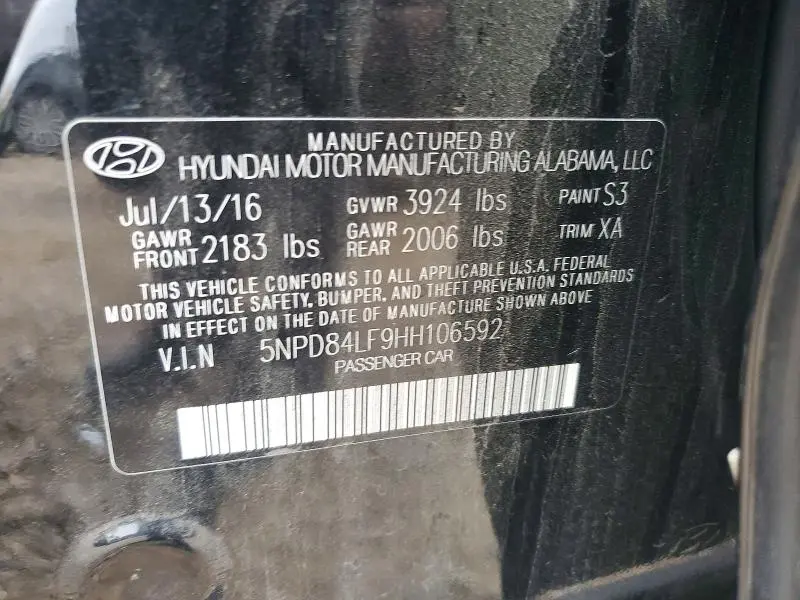 MANUFACTURED BY
HYUNDAI MOTOR MANUFACTURING ALABAMA, LLC
Jul/13/16 GVWR 3924 lbs PAINT S3
GAWR FRONT 2183 lbs GAWR REAR 2006 lbs TRIM XA
THIS VEHICLE CONFORMS TO ALL APPLICABLE U.S.A. FEDERAL
MOTOR VEHICLE SAFETY, BUMPER, AND THEFT PREVENTION STANDARDS
IN EFFECT ON THE DATE OF MANUFACTURE SHOWN ABOVE
V.I.N 5NPD84LF9HH106592
PASSENGER CAR